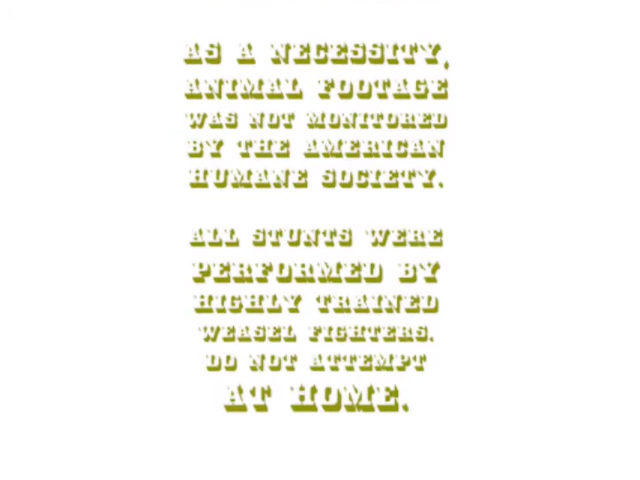 AS A NECESSITY,
ANIMAL FOOTAGE
WAS NOT MONITORED
BY THE AMERICAN
HUMANE SOCIETY.
ALL STUNTS WERE
PERFORMED BY
HIGHLY TRAINED
WEASEL FIGHTERS.
DO NOT ATTEMPT
AT HOME.